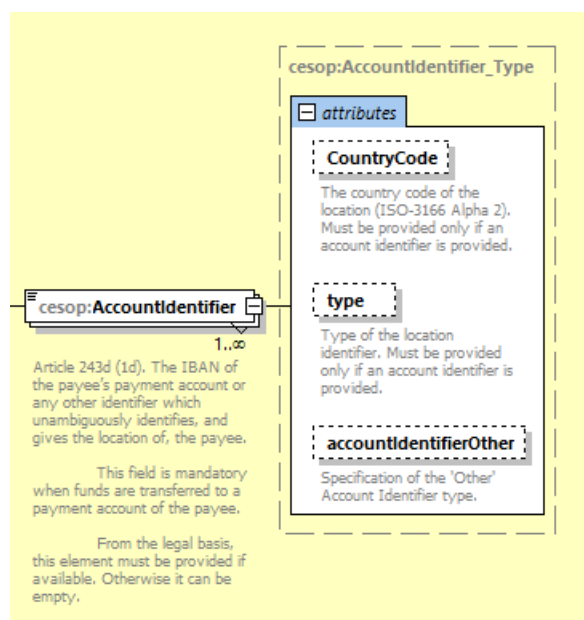 cesop:AccountIdentifier_Type
attributes
CountryCode
The country code of the
location (ISO-3166 Alpha 2).
Must be provided only if an
account identifier is provided.
type
Type of the location
identifier. Must be provided
only if an account identifier is
provided.
accountIdentifierOther
Specification of the 'Other'
Account Identifier type.
cesop:AccountIdentifier
1..∞
Article 243d (1d). The IBAN of
the payee's payment account or
any other identifier which
unambiguously identifies, and
gives the location of, the payee.
This field is mandatory
when funds are transferred to a
payment account of the payee.
From the legal basis,
this element must be provided if
available. Otherwise it can be
empty.